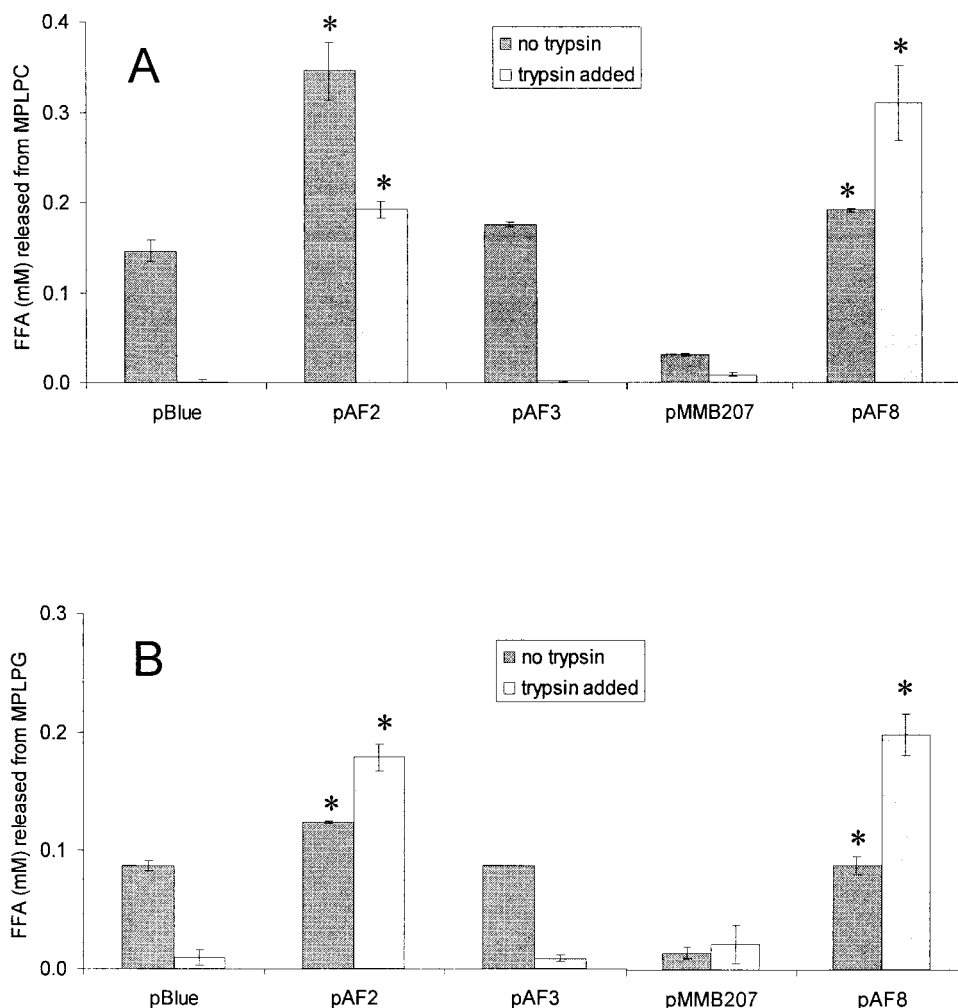 0.4
0.3
0.2
0.1
0.0
FFA (mM) released from MPLPC
A
no trypsin
trypsin added
*
*
*
*
pBlue pAF2 pAF3 pMMB207 pAF8
0.3
0.2
0.1
0.0
FFA (mM) released from MPLPG
B
no trypsin
trypsin added
*
*
*
*
pBlue pAF2 pAF3 pMMB207 pAF8